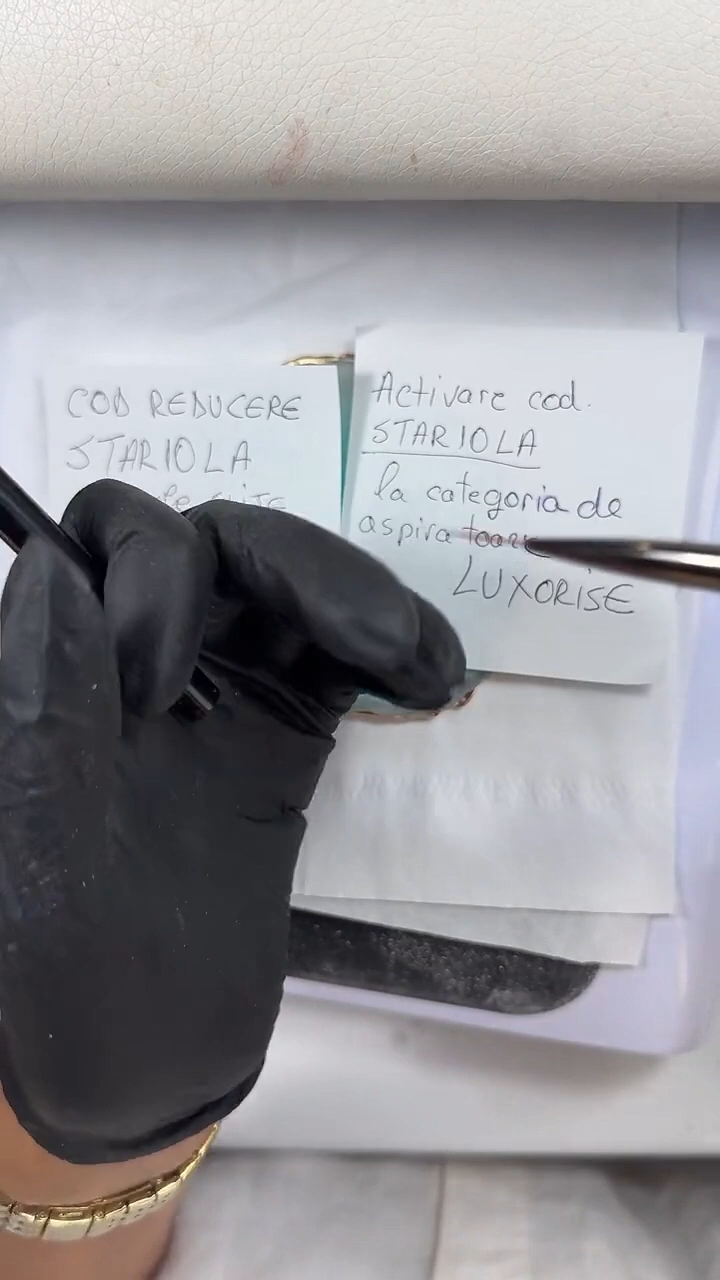 COD REDUCERE
STARIOLA
Activare cod.
STARIOLA
la categoria de
aspiratoare
LUXORISE